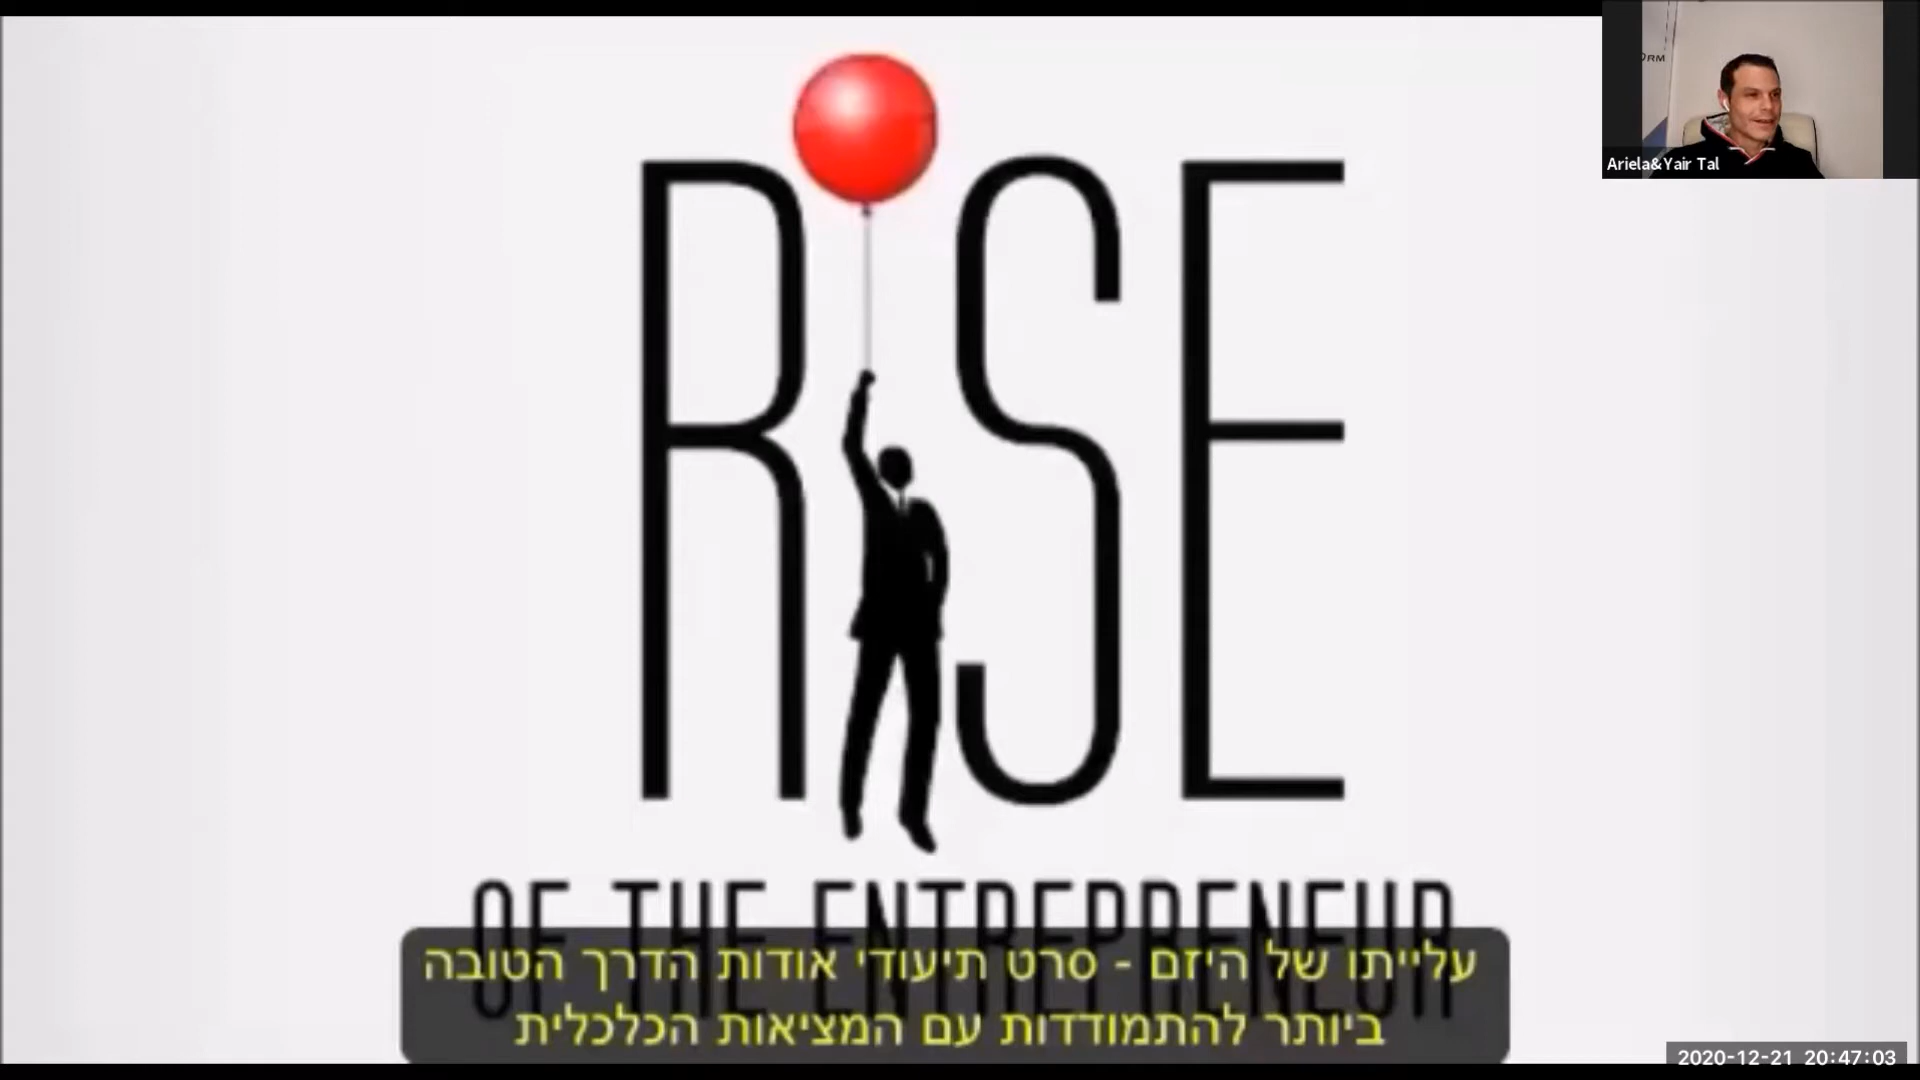 RISE
OF THE ENTREPRENEUR
עלייתו של היזם - סרט תיעודי אודות הדרך הטובה
ביותר להתמודדות עם המציאות הכלכלית
ORM
Ariela&Yair Tal
2020-12-21 20:47:03